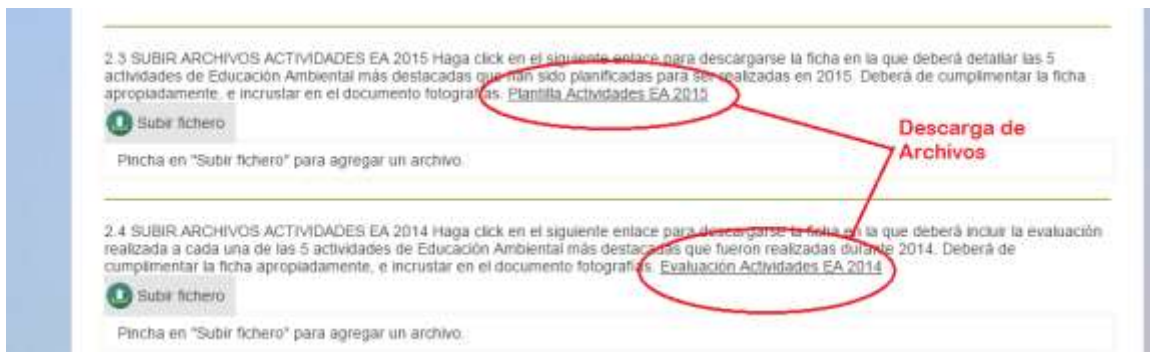 2.3 SUBIR ARCHIVOS ACTIVIDADES EA 2015 Haga click en el siguiente enlace para descargarse la ficha en la que deberá detallar las 5
actividades de Educación Ambiental más destacadas que han sido planificadas para ser realizadas en 2015. Deberá de cumplimentar la ficha
apropiadamente, e incrustar en el documento fotografías. Plantilla Actividades EA 2015
Subir fichero
Descarga de
Archivos
Pincha en "Subir fichero" para agregar un archivo.
2.4 SUBIR ARCHIVOS ACTIVIDADES EA 2014 Haga click en el siguiente enlace para descargarse la ficha en la que deberá incluir la evaluación
realizada a cada una de las 5 actividades de Educación Ambiental más destacadas que fueron realizadas durante 2014. Deberá de
cumplimentar la ficha apropiadamente, e incrustar en el documento fotografías. Evaluación Actividades EA 2014
Subir fichero
Pincha en "Subir fichero" para agregar un archivo.